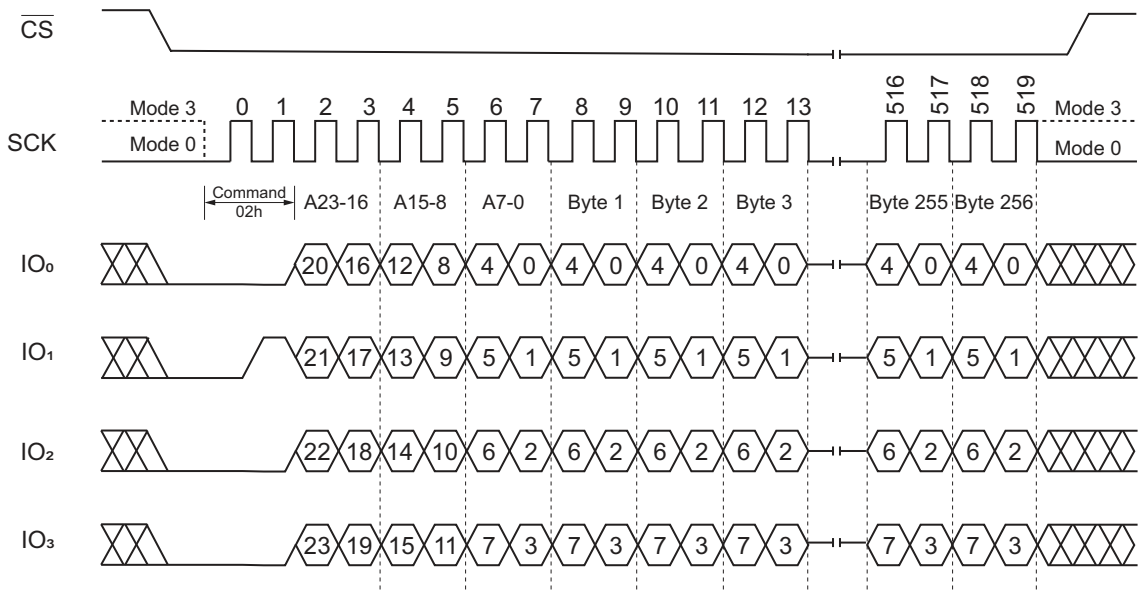 CS
516 517 518 519
Mode 3 0 1 2 3 4 5 6 7 8 9 10 11 12 13 Mode 3
SCK Mode 0 Mode 0
Command
02h
A23-16 A15-8 A7-0 Byte 1 Byte 2 Byte 3 Byte 255 Byte 256
IO₀ 20 16 12 8 4 0 4 0 4 0 4 0 4 0 4 0
IO₁ 21 17 13 9 5 1 5 1 5 1 5 1 5 1 5 1
IO₂ 22 18 14 10 6 2 6 2 6 2 6 2 6 2 6 2
IO₃ 23 19 15 11 7 3 7 3 7 3 7 3 7 3 7 3